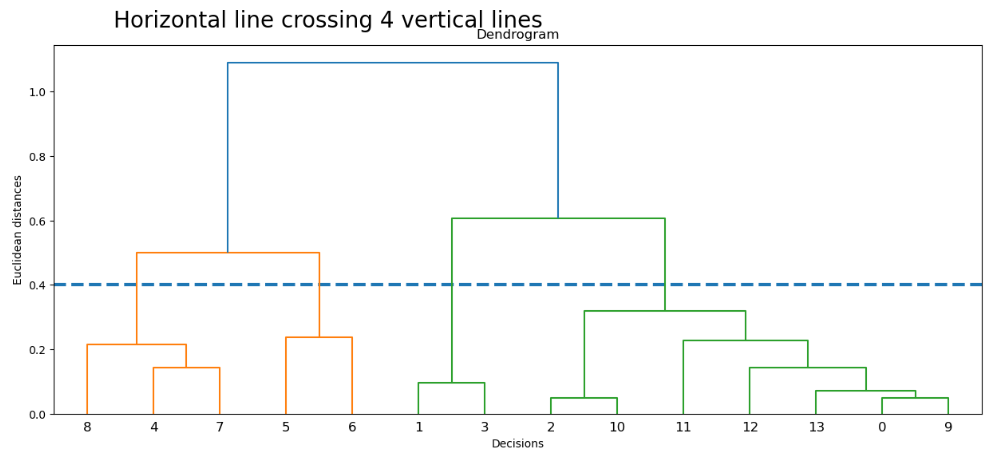 Horizontal line crossing 4 vertical lines
Dendrogram
Euclidean distances
1.0
0.8
0.6
0.4
0.2
0.0
8 4 7 5 6 1 3 2 10 11 12 13 0 9
Decisions